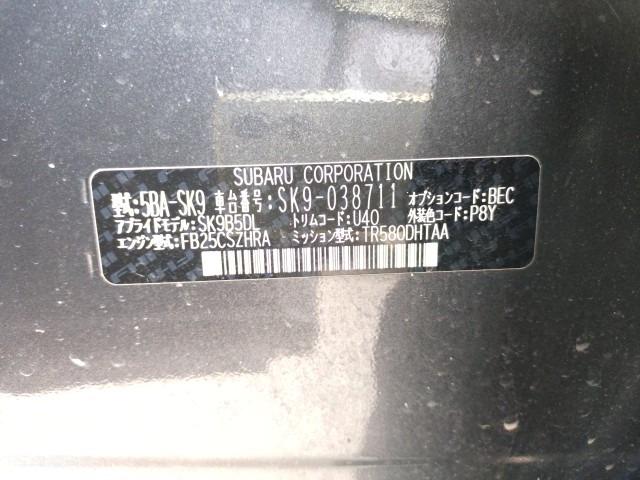 SUBARU CORPORATION
型式:5BA-SK9 車台番号:SK9-038711 オプションコード:BEC
アプライドモデル:SK9B5DL トリムコード:U40 外装色コード:P8Y
エンジン型式:FB25CSZHRA ミッション型式:TR580DHTAA